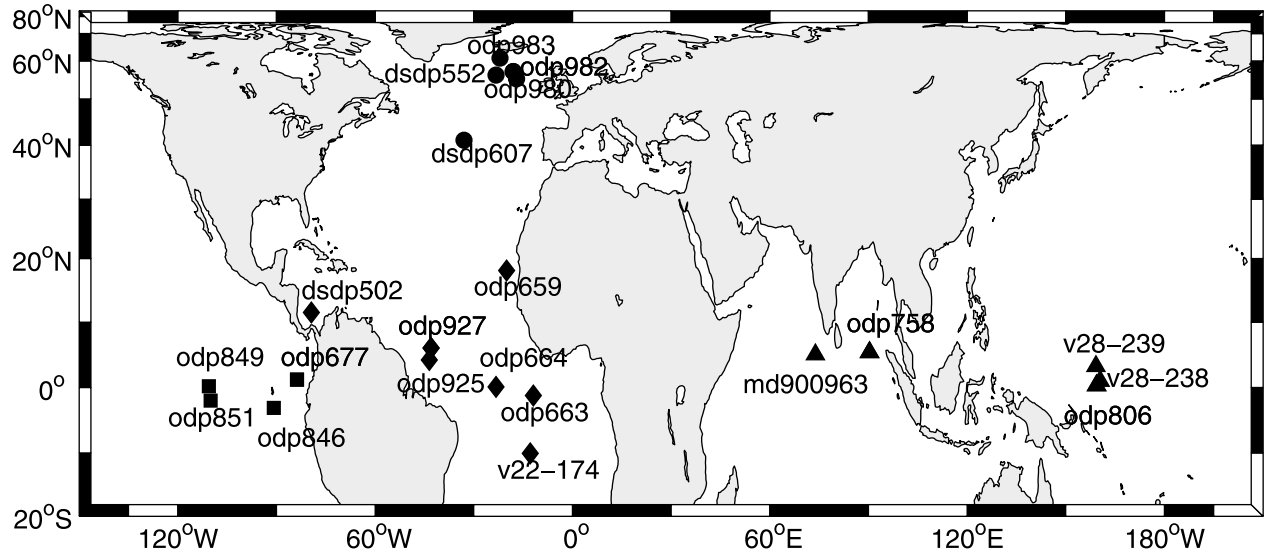 80°N
60°N
40°N
20°N
0°
20°S
odp983
odp982
dsdp552
odp980
dsdp607
odp659
dsdp502
odp927
odp925
odp664
odp663
v22−174
odp849
odp677
odp851
odp846
odp758
md900963
v28−239
v28−238
odp806
120°W
60°W
0°
60°E
120°E
180°W